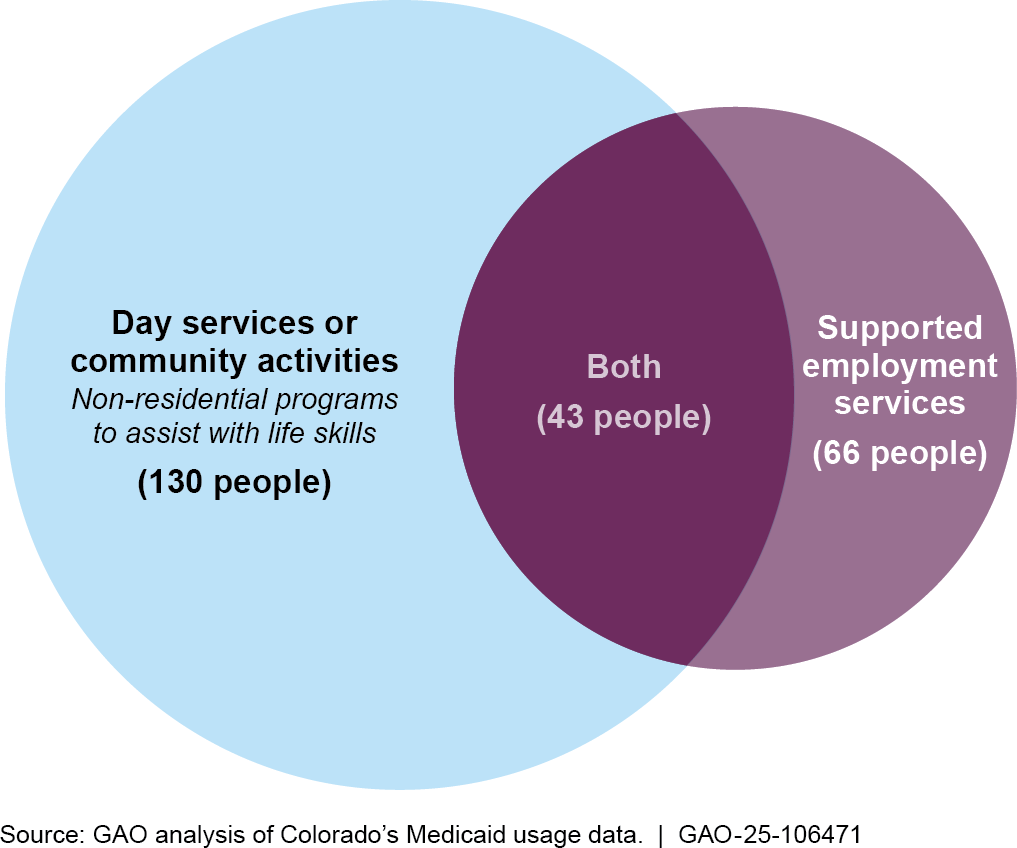 Day services or
community activities
Non-residential programs
to assist with life skills
(130 people)
Both
(43 people)
Supported
employment
services
(66 people)
Source: GAO analysis of Colorado’s Medicaid usage data. | GAO-25-106471